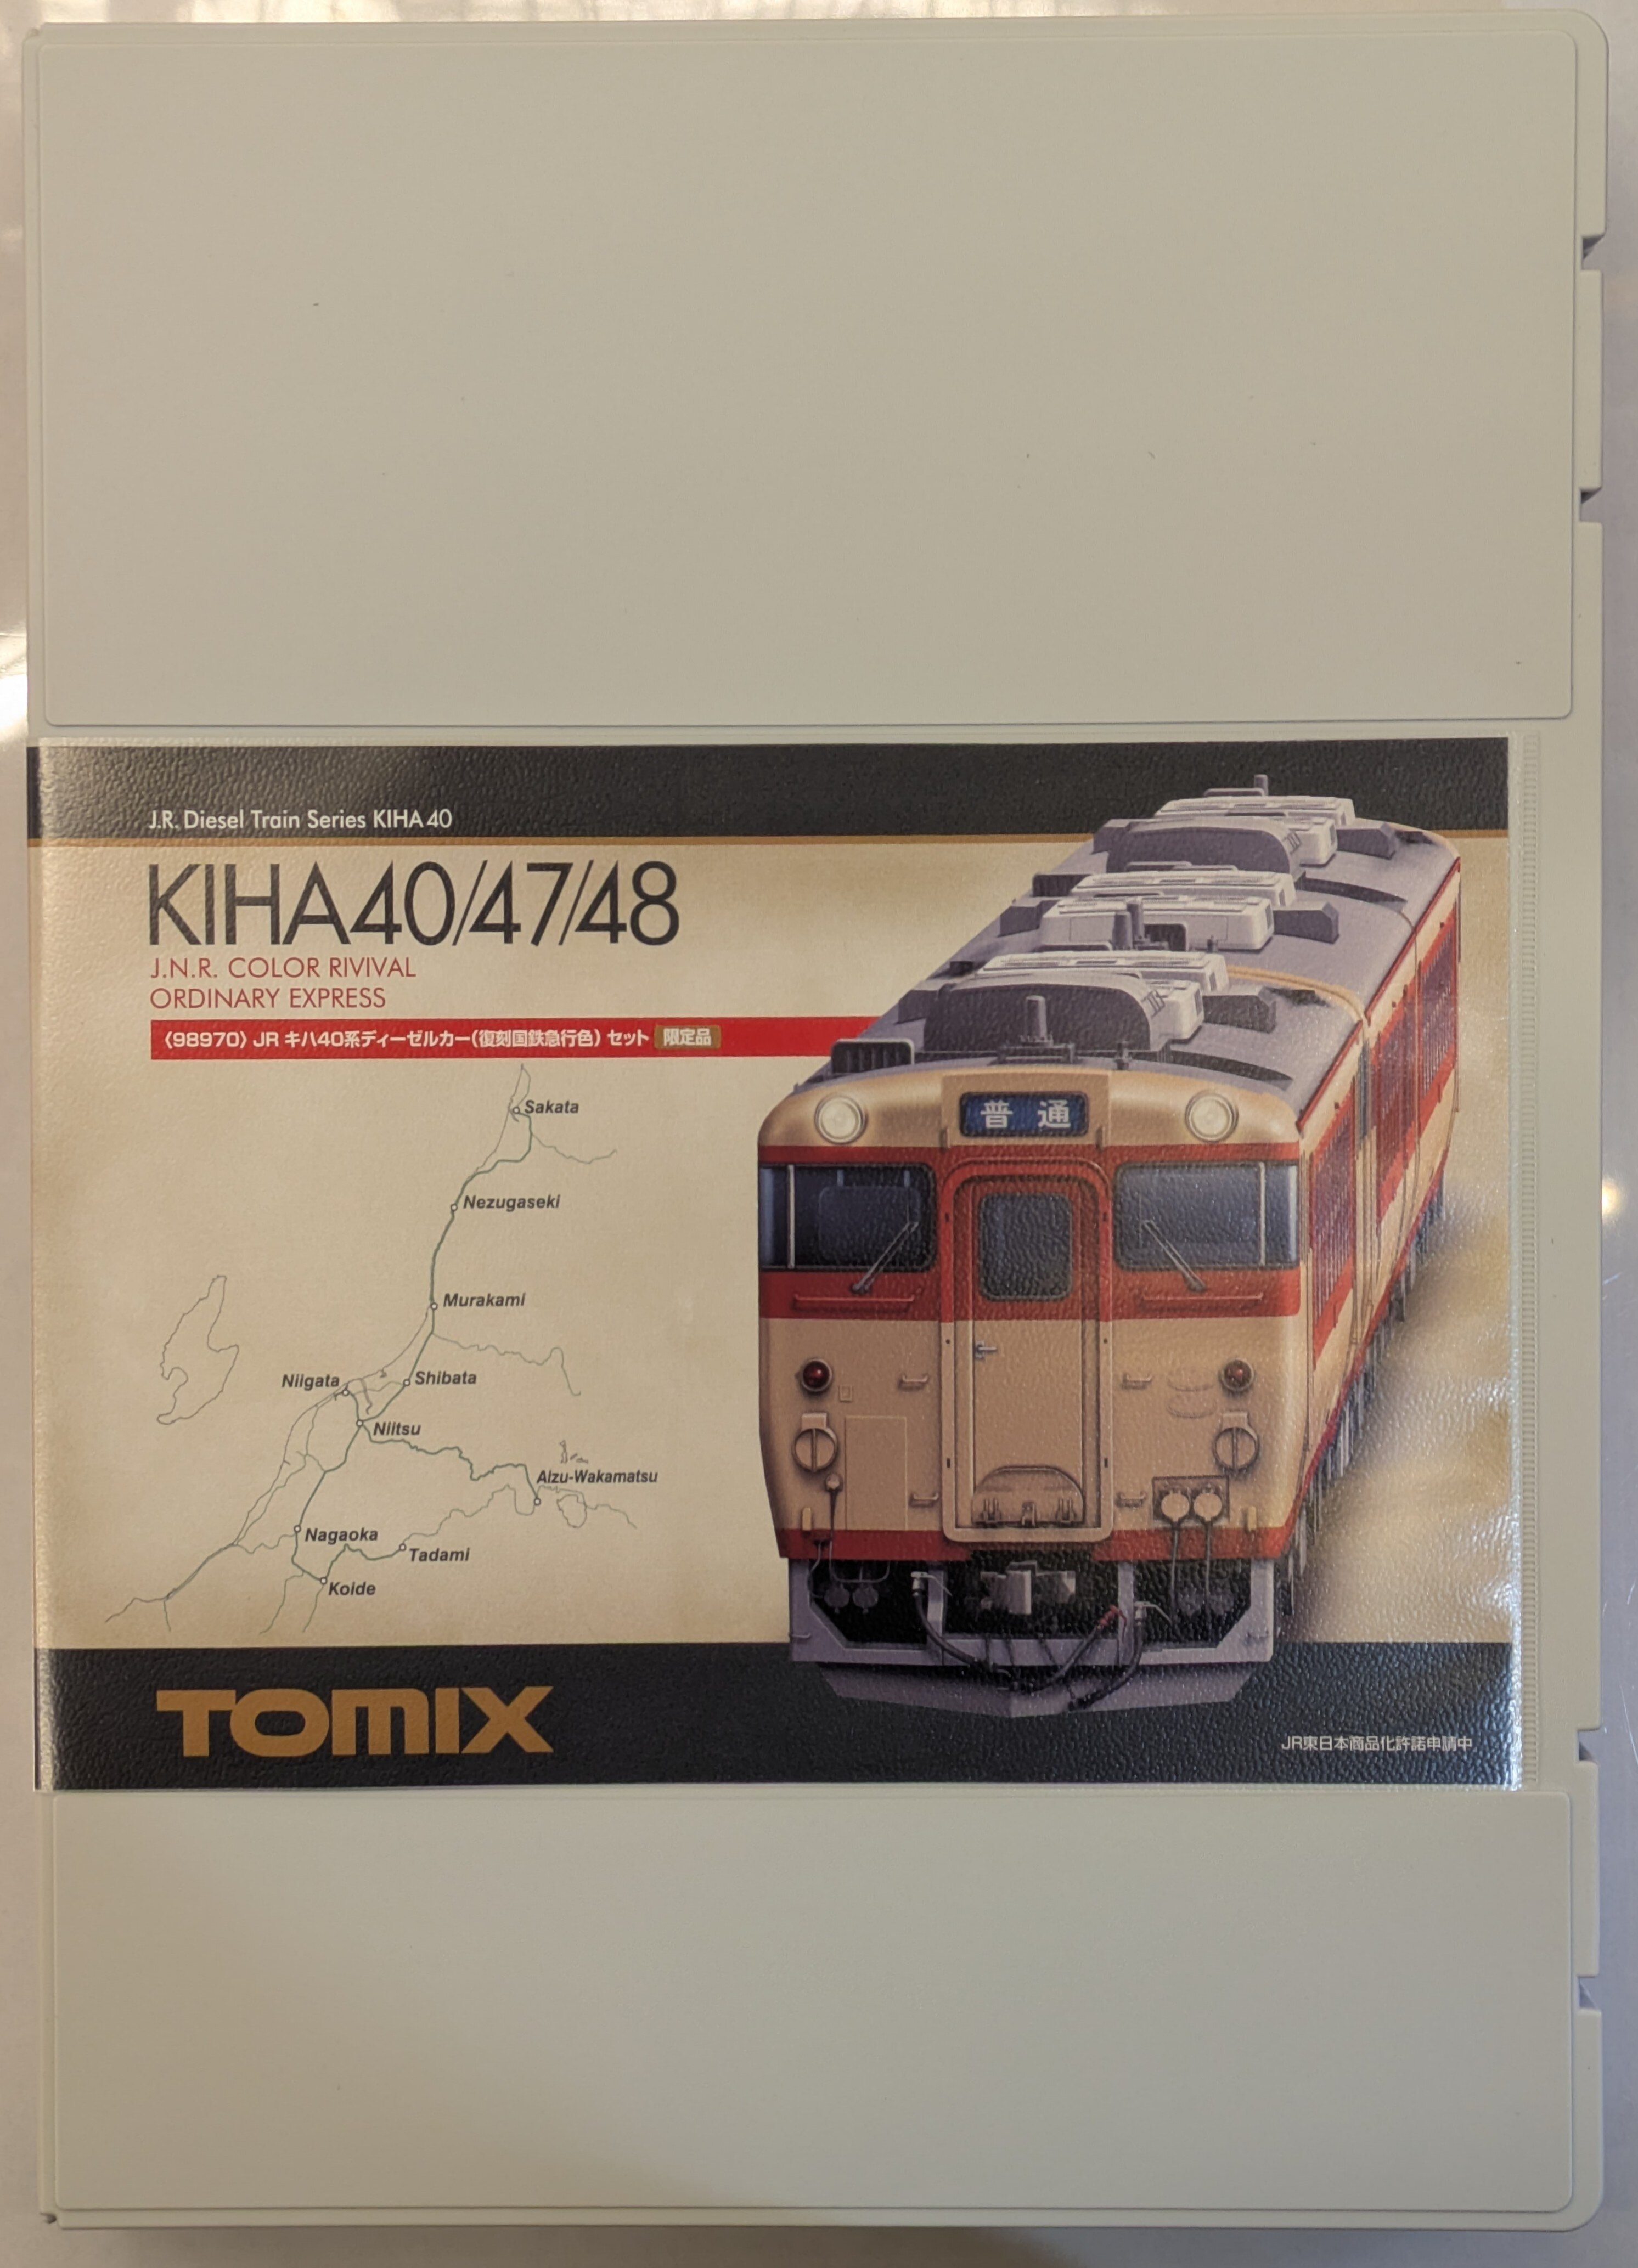 J.R. Diesel Train Series KIHA 40
KIHA40/47/48
J.N.R. COLOR RIVIVAL
ORDINARY EXPRESS
〈98970〉 JR キハ40系ディーゼルカー(復刻国鉄急行色) セット 限定品
普通
Sakata
Nezugaseki
Murakami
Niigata
Shibata
Niitsu
Aizu-Wakamatsu
Nagaoka
Tadami
Koide
TOMIX
JR東日本商品化許諾申請中